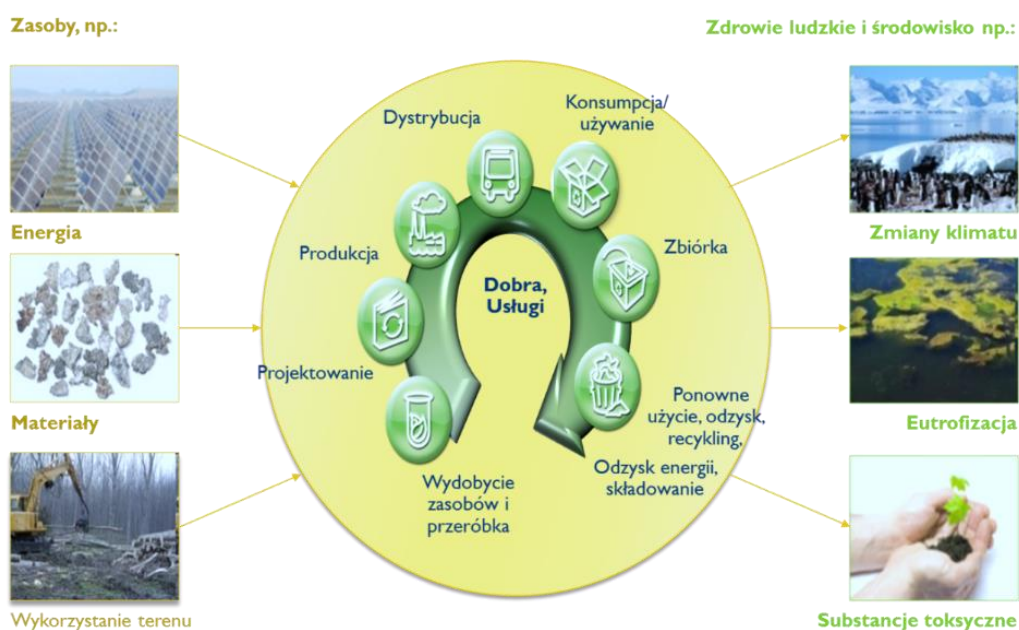 Zasoby, np.:
Zdrowie ludzkie i środowisko np.:
Energia
Materiały
Wykorzystanie terenu
Dystrybucja
Konsumpcja/
używanie
Produkcja
Zbiórka
Dobra,
Usługi
Projektowanie
Ponowne
użycie, odzysk,
recykling,
Odzysk energii,
składowanie
Wydobycie
zasobów i
przeróbka
Zmiany klimatu
Eutrofizacja
Substancje toksyczne